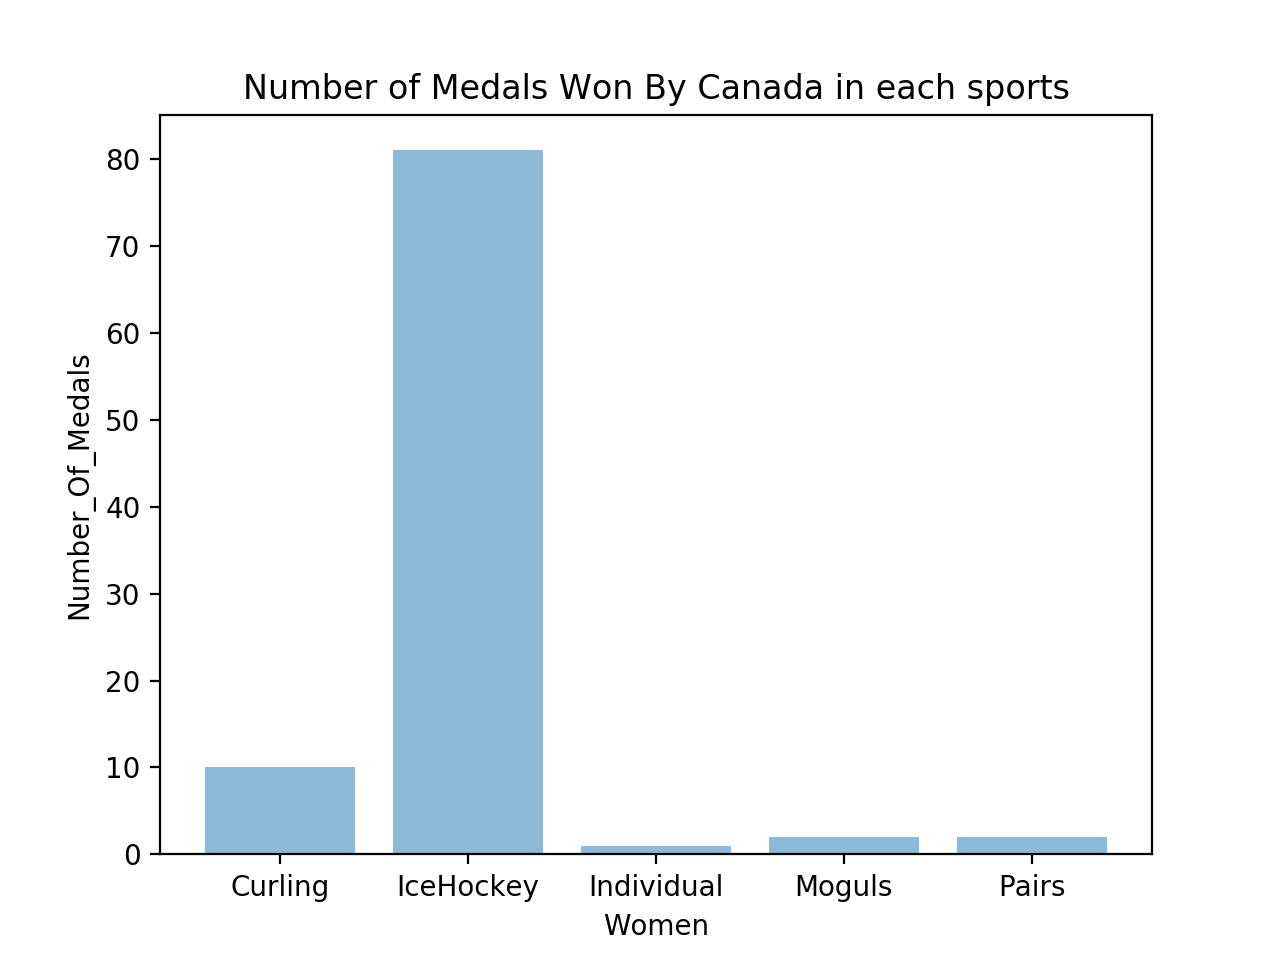 Number of Medals Won By Canada in each sports
Number_Of_Medals
80
70
60
50
40
30
20
10
0
Curling IceHockey Individual Moguls Pairs
Women